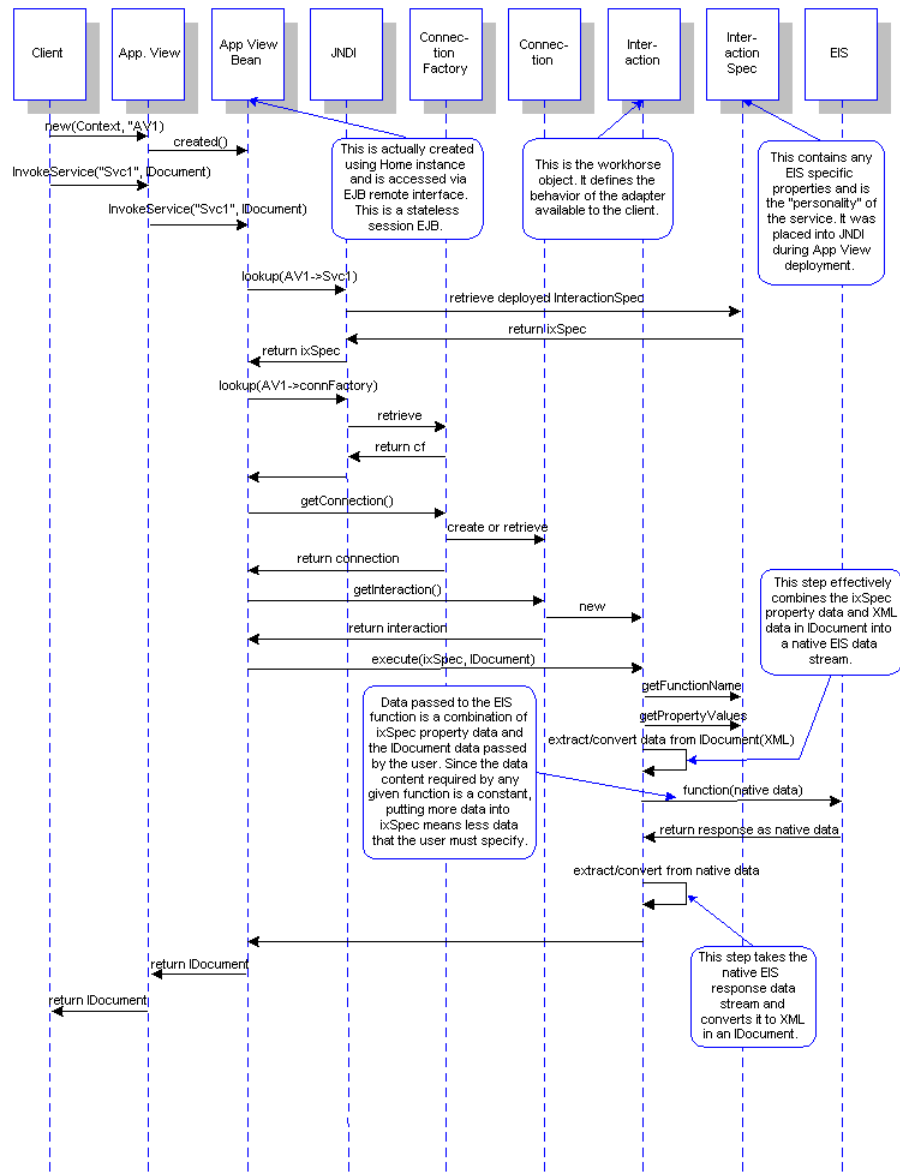 Client
App. View
App View
Bean
JNDI
Connec-
tion
Factory
Connec-
tion
Inter-
action
Inter-
action
Spec
EIS
new(Context, "AV1)
created()
InvokeService("Svc1", IDocument)
InvokeService("Svc1", IDocument)
This is actually created
using Home instance
and is accessed via
EJB remote interface.
This is a stateless
session EJB.
This is the workhorse
object. It defines the
behavior of the adapter
available to the client.
This contains any
EIS specific
properties and is
the "personality" of
the service. It was
placed into JNDI
during App View
deployment.
lookup(AV1->Svc1)
retrieve deployed InteractionSpec
return ixSpec
return ixSpec
lookup(AV1->connFactory)
retrieve
return cf
getConnection()
create or retrieve
return connection
getInteraction()
new
return interaction
execute(ixSpec, IDocument)
This step effectively
combines the ixSpec
property data and XML
data in IDocument into
a native EIS data
stream.
getFunctionName
getPropertyValues
extract/convert data from IDocument(XML)
Data passed to the EIS
function is a combination of
ixSpec property data and
the IDocument data passed
by the user. Since the data
content required by any
given function is a constant,
putting more data into
ixSpec means less data
that the user must specify.
function(native data)
return response as native data
extract/convert from native data
This step takes the
native EIS
response data
stream and
converts it to XML
in an IDocument.
return IDocument
return IDocument